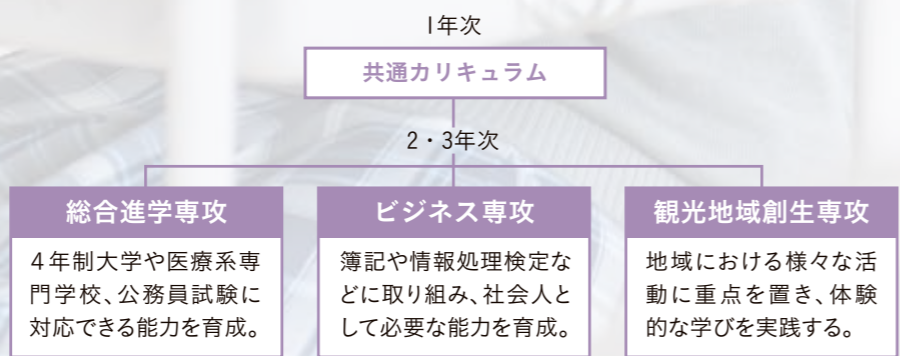 1年次
共通カリキュラム
2・3年次
総合進学専攻
4年制大学や医療系専
門学校、公務員試験に
対応できる能力を育成。
ビジネス専攻
簿記や情報処理検定な
どに取り組み、社会人と
して必要な能力を育成。
観光地域創生専攻
地域における様々な活
動に重点を置き、体験
的な学びを実践する。